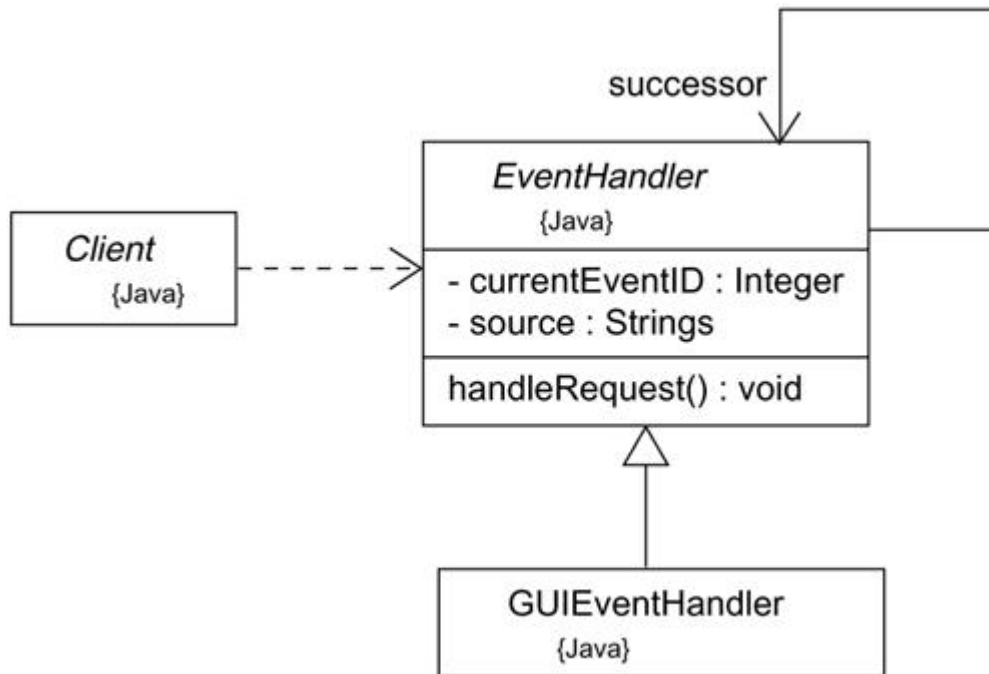 successor
EventHandler
{Java}
Client
{Java}
- currentEventID : Integer
- source : Strings
handleRequest() : void
GUIEventHandler
{Java}